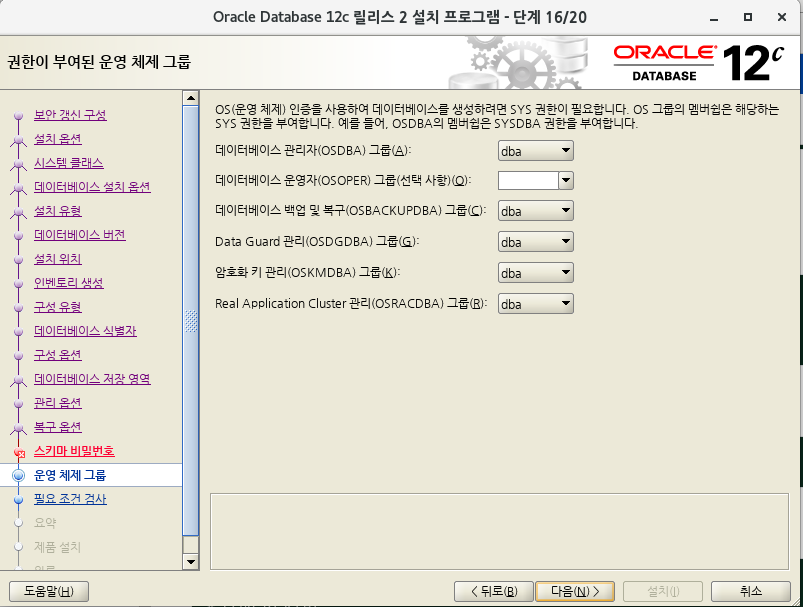 Oracle Database 12c 릴리스 2 설치 프로그램 - 단계 16/20
권한이 부여된 운영 체제 그룹
ORACLE
DATABASE
12c
보안 갱신 구성
설치 옵션
시스템 클래스
데이터베이스 설치 옵션
설치 유형
데이터베이스 버전
설치 위치
인벤토리 생성
구성 유형
데이터베이스 식별자
구성 옵션
데이터베이스 저장 영역
관리 옵션
복구 옵션
스키마 비밀번호
운영 체제 그룹
필요 조건 검사
요약
제품 설치
OS(운영 체제) 인증을 사용하여 데이터베이스를 생성하려면 SYS 권한이 필요합니다. OS 그룹의 멤버쉽은 해당하는
SYS 권한을 부여합니다. 예를 들어, OSDBA의 멤버쉽은 SYSDBA 권한을 부여합니다.
데이터베이스 관리자(OSDBA) 그룹(A): dba
데이터베이스 운영자(OSOPER) 그룹(선택 사항)(O):
데이터베이스 백업 및 복구(OSBACKUPDBA) 그룹(C): dba
Data Guard 관리(OSDGDBA) 그룹(G): dba
암호화 키 관리(OSKMDBA) 그룹(K): dba
Real Application Cluster 관리(OSRACDBA) 그룹(R): dba
도움말(H)
< 뒤로(B)
다음(N) >
설치(I)
취소